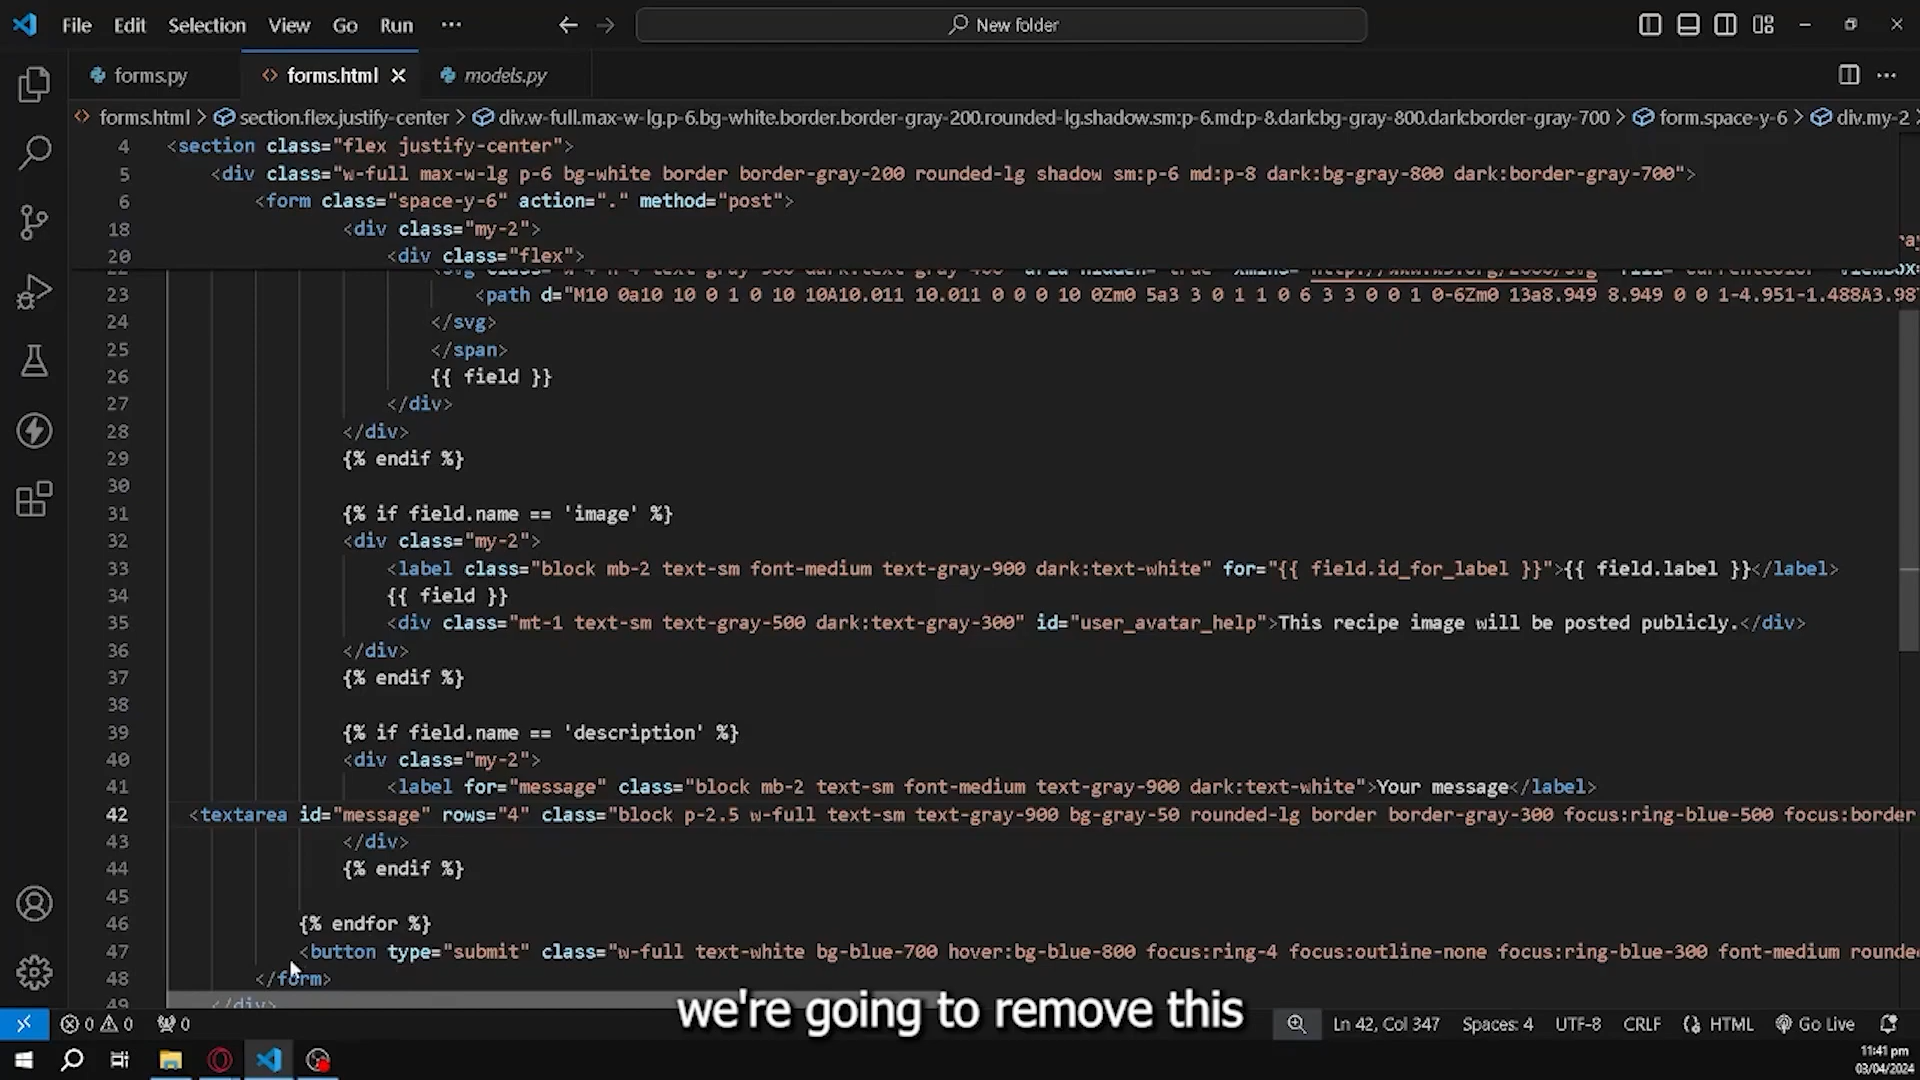 File Edit Selection View Go Run ··· New folder
forms.py forms.html models.py
forms.html > section.flex.justify-center > div.w-full.max-w-lg.p-6.bg-white.border.border-gray-200.rounded-lg.shadow.sm:p-6.md:p-8.dark:bg-gray-800.dark:border-gray-700 > form.space-y-6 > div.my-2 >
4 <section class="flex justify-center">
5 <div class="w-full max-w-lg p-6 bg-white border border-gray-200 rounded-lg shadow sm:p-6 md:p-8 dark:bg-gray-800 dark:border-gray-700">
6 <form class="space-y-6" action="." method="post">
18 <div class="my-2">
20 <div class="flex">
23 <path d="M10 0a10 10 0 1 0 10 10A10.011 10.011 0 0 0 10 0Zm0 5a3 3 0 1 1 0 6 3 3 0 0 1 0-6Zm0 13a8.949 8.949 0 0 1-4.951-1.488A3.98
24 </svg>
25 </span>
26 {{ field }}
27 </div>
28 </div>
29 {% endif %}
30
31 {% if field.name == 'image' %}
32 <div class="my-2">
33 <label class="block mb-2 text-sm font-medium text-gray-900 dark:text-white" for="{{ field.id_for_label }}">{{ field.label }}</label>
34 {{ field }}
35 <div class="mt-1 text-sm text-gray-500 dark:text-gray-300" id="user_avatar_help">This recipe image will be posted publicly.</div>
36 </div>
37 {% endif %}
38
39 {% if field.name == 'description' %}
40 <div class="my-2">
41 <label for="message" class="block mb-2 text-sm font-medium text-gray-900 dark:text-white">Your message</label>
42 <textarea id="message" rows="4" class="block p-2.5 w-full text-sm text-gray-900 bg-gray-50 rounded-lg border border-gray-300 focus:ring-blue-500 focus:border
43 </div>
44 {% endif %}
45
46 {% endfor %}
47 <button type="submit" class="w-full text-white bg-blue-700 hover:bg-blue-800 focus:ring-4 focus:outline-none focus:ring-blue-300 font-medium rounde
48 </form>
49 </div>
we're going to remove this
0 0 0 Ln 42, Col 347 Spaces: 4 UTF-8 CRLF HTML Go Live
11:41 pm
03/04/2024